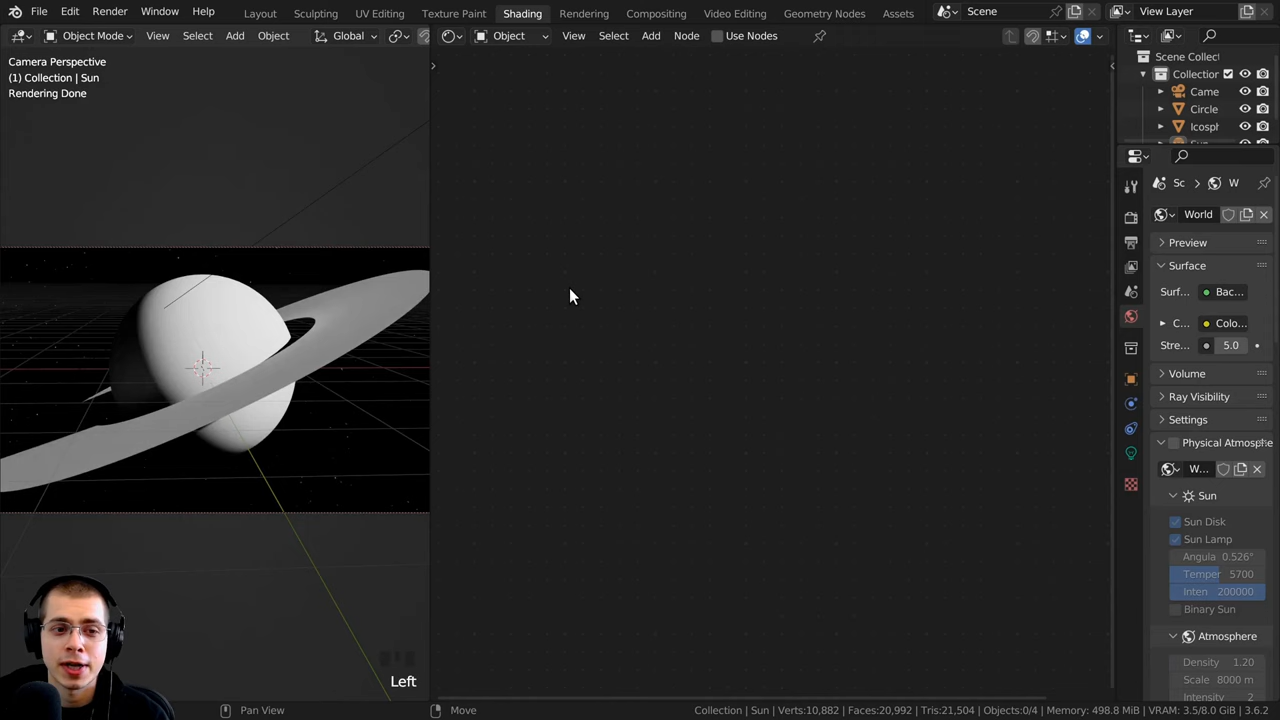 File Edit Render Window Help Layout Sculpting UV Editing Texture Paint Shading Rendering Compositing Video Editing Geometry Nodes Assets Scene View Layer
Object Mode View Select Add Object Global Object View Select Add Node Use Nodes
Camera Perspective
(1) Collection | Sun
Rendering Done
Scene Collect
Collection
Came
Circle
Icosph
Sc > W
World
Preview
Surface
Surf... Bac...
C... Colo...
Stre... 5.0
Volume
Ray Visibility
Settings
Physical Atmosphe
W...
Sun
Sun Disk
Sun Lamp
Angula 0.526°
Temper 5700
Inten 200000
Binary Sun
Atmosphere
Density 1.20
Scale 8000 m
Intensity 2
Left
Pan View Move Collection | Sun | Verts:10,882 | Faces:20,992 | Tris:21,504 | Objects:0/4 | Memory: 498.8 MiB | VRAM: 3.5/8.0 GiB | 3.6.2